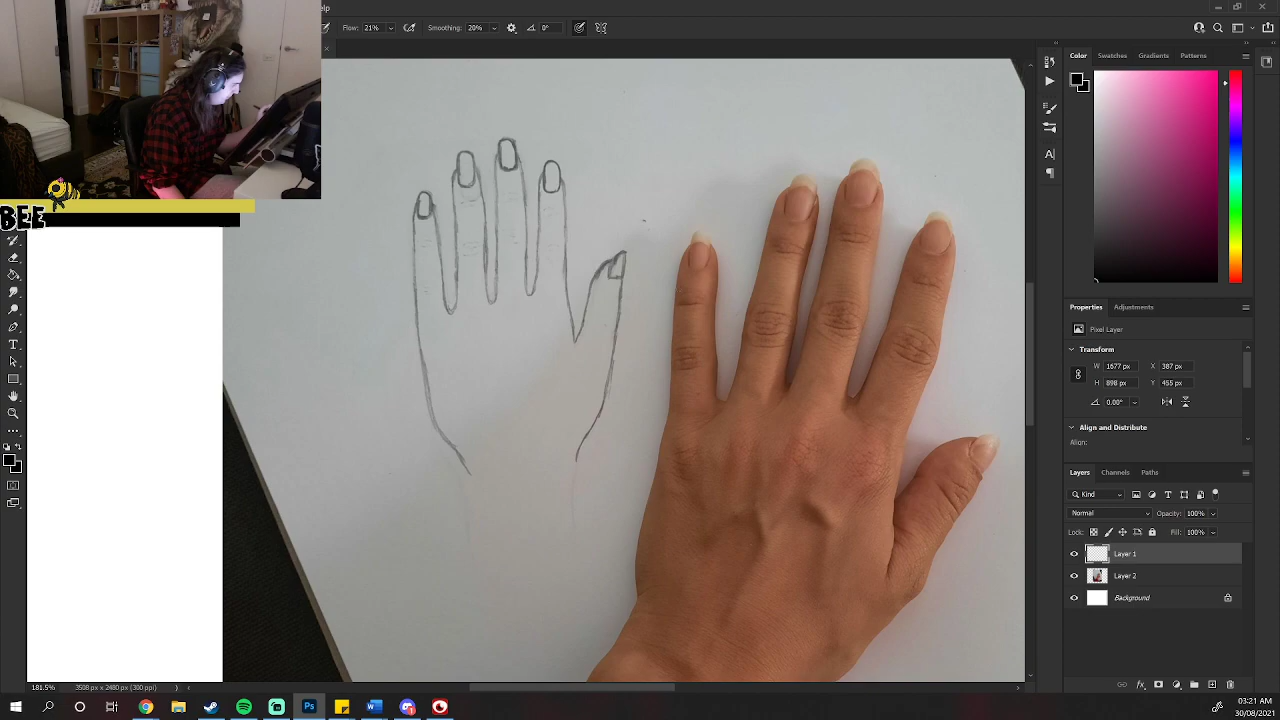 elp
Flow: 21%
Smoothing: 20%
0°
BEE
Color
Swatches
Gradients
Patterns
Properties
Adjustments
Pixel Layer
Transform
W 1677 px
X 387 px
H 898 px
Y 455 px
0.00°
Align and Distribute
Align:
Layers
Channels
Paths
Kind
Normal
Opacity: 100%
Lock:
Fill: 100%
Layer 1
Layer 2
Background
181.5%
3508 px x 2480 px (300 ppi)
03:21 AM
30/08/2021